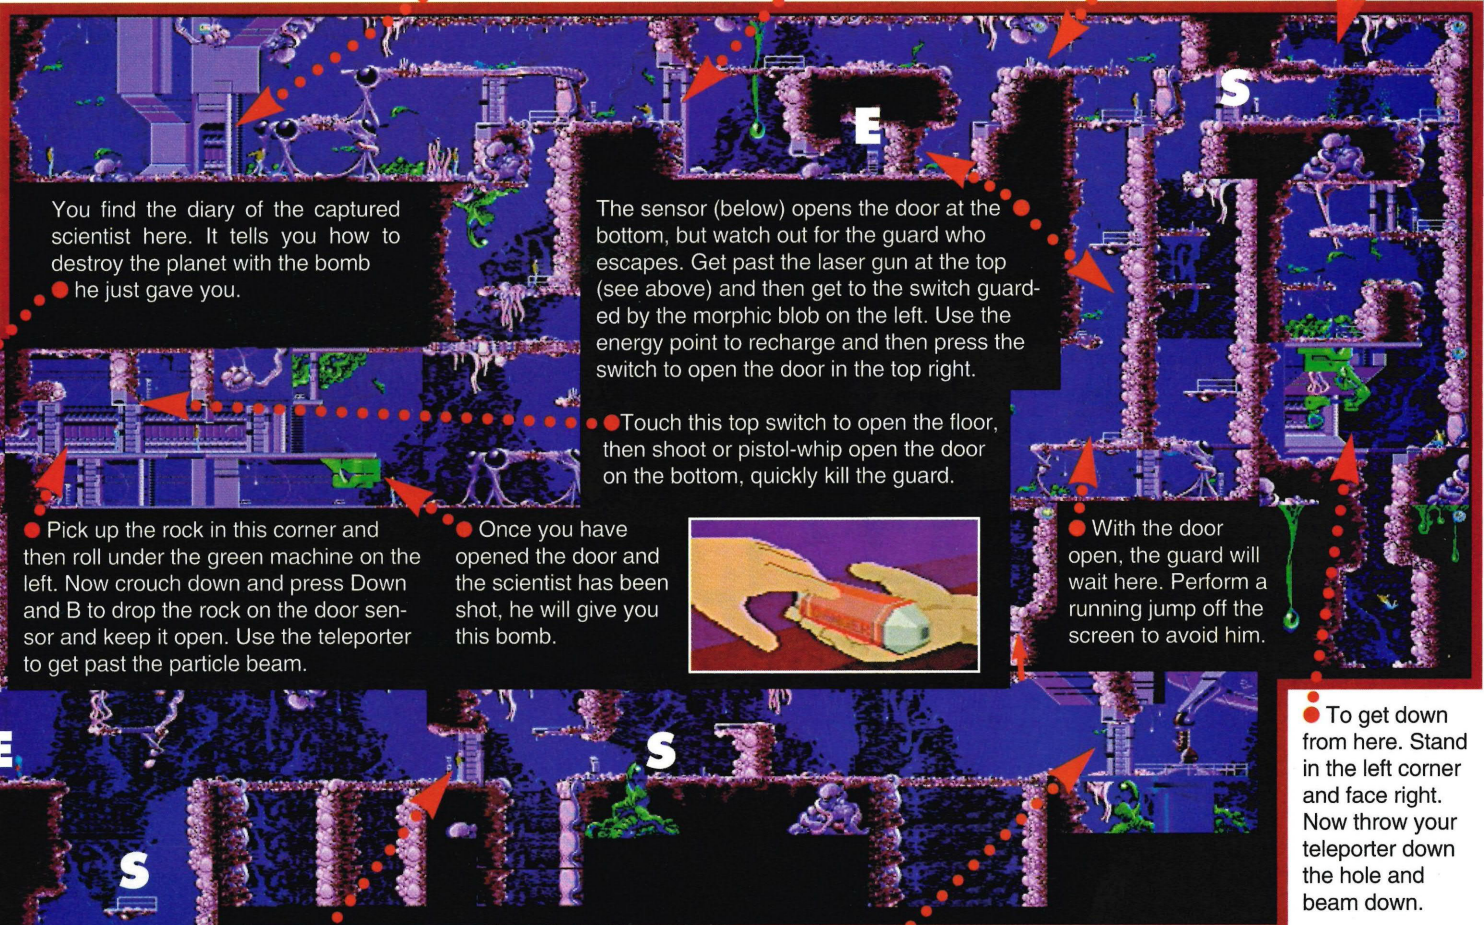 E
S
You find the diary of the captured
scientist here. It tells you how to
destroy the planet with the bomb
he just gave you.
The sensor (below) opens the door at the
bottom, but watch out for the guard who
escapes. Get past the laser gun at the top
(see above) and then get to the switch guard-
ed by the morphic blob on the left. Use the
energy point to recharge and then press the
switch to open the door in the top right.
Touch this top switch to open the floor,
then shoot or pistol-whip open the door
on the bottom, quickly kill the guard.
Pick up the rock in this corner and
then roll under the green machine on the
left. Now crouch down and press Down
and B to drop the rock on the door sen-
sor and keep it open. Use the teleporter
to get past the particle beam.
Once you have
opened the door and
the scientist has been
shot, he will give you
this bomb.
With the door
open, the guard will
wait here. Perform a
running jump off the
screen to avoid him.
To get down
from here. Stand
in the left corner
and face right.
Now throw your
teleporter down
the hole and
beam down.
E
S
S